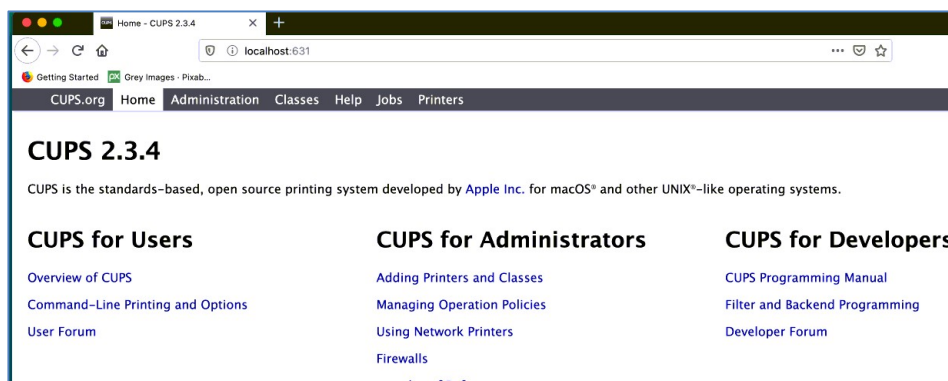 CUPS Home - CUPS 2.3.4
localhost:631
Getting Started PX Grey Images · Pixab...
CUPS.org Home Administration Classes Help Jobs Printers
CUPS 2.3.4
CUPS is the standards-based, open source printing system developed by Apple Inc. for macOS® and other UNIX®-like operating systems.
CUPS for Users CUPS for Administrators CUPS for Developers
Overview of CUPS Adding Printers and Classes CUPS Programming Manual
Command-Line Printing and Options Managing Operation Policies Filter and Backend Programming
User Forum Using Network Printers Developer Forum
Firewalls